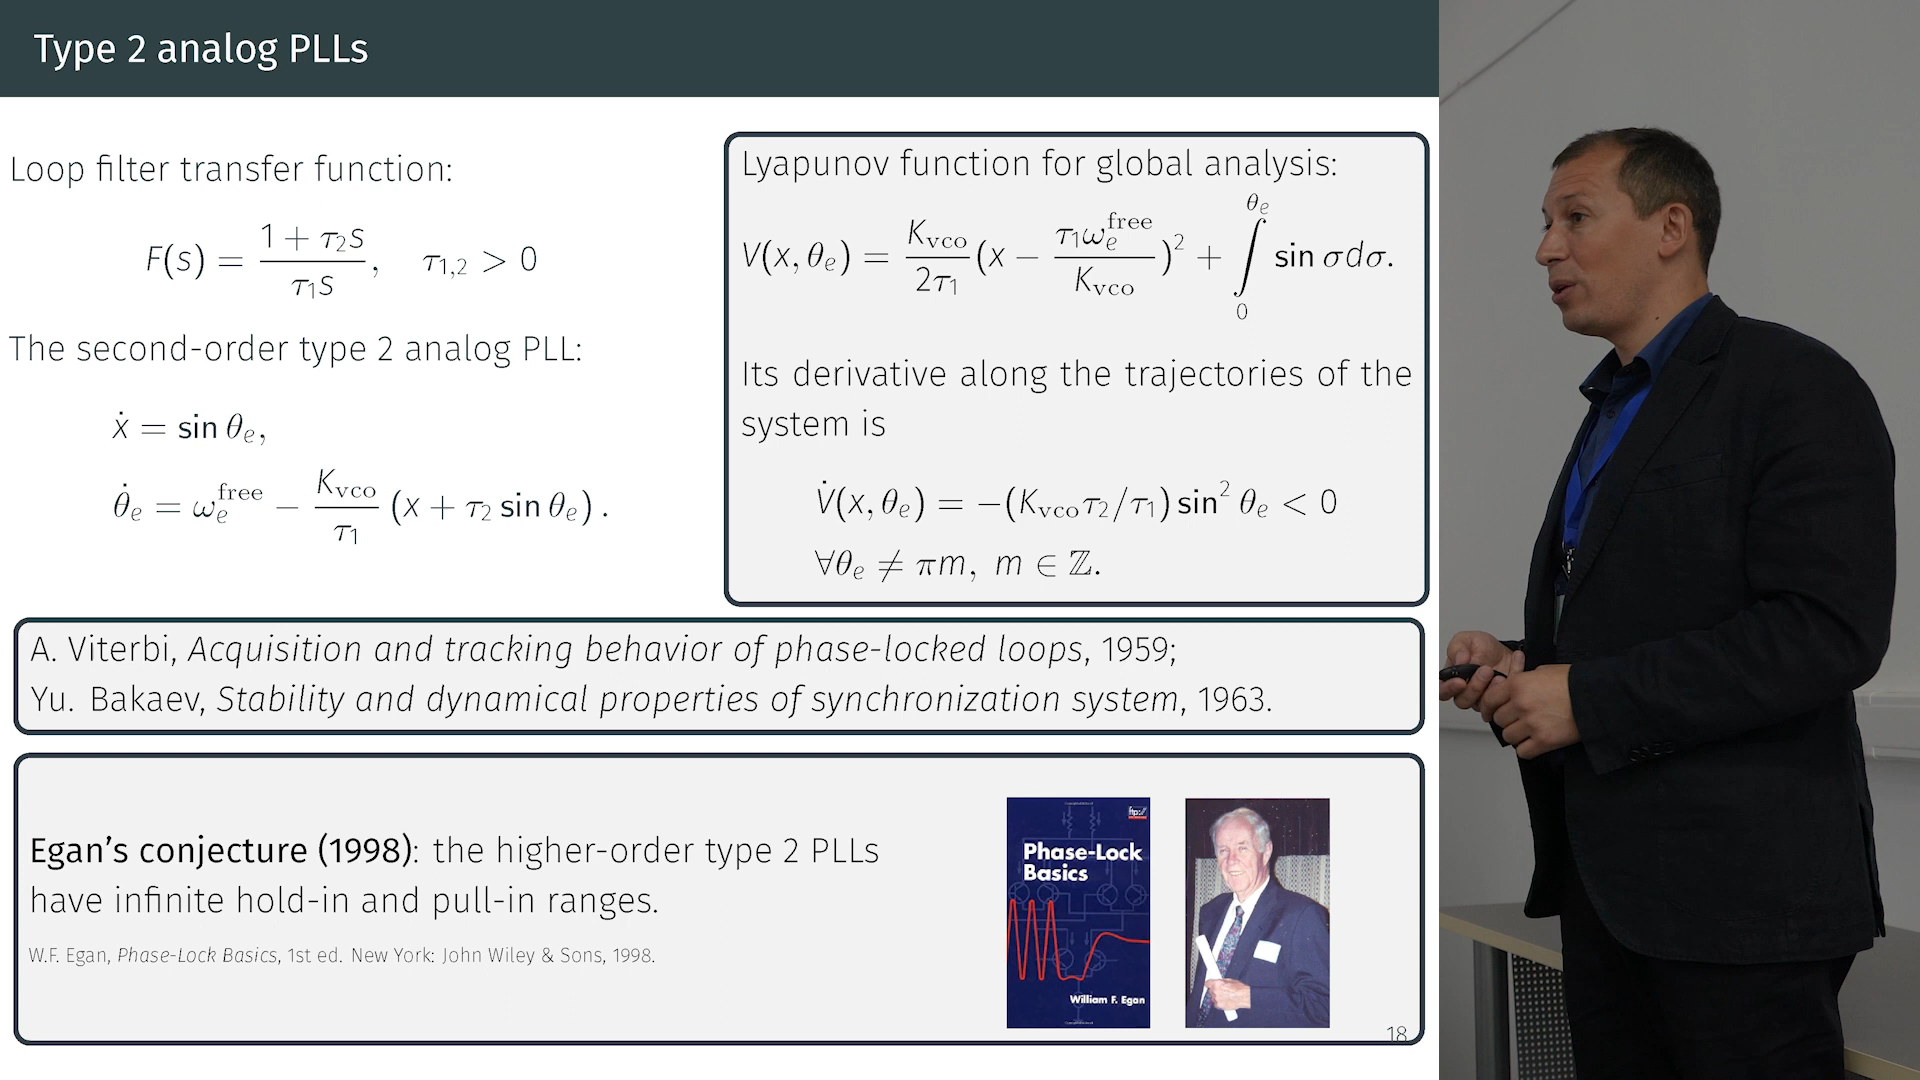 Type 2 analog PLLs
Loop filter transfer function:
F(s) = (1 + τ₂s)/(τ₁s), τ₁,₂ > 0
The second-order type 2 analog PLL:
ẋ = sin θₑ,
θ̇ₑ = ωₑᶠʳᵉᵉ − (K_vco/τ₁) (x + τ₂ sin θₑ).
Lyapunov function for global analysis:
V(x, θₑ) = (K_vco/2τ₁)(x − τ₁ωₑᶠʳᵉᵉ/K_vco)² + ∫₀^θₑ sin σdσ.
Its derivative along the trajectories of the
system is
V̇(x, θₑ) = −(K_vcoτ₂/τ₁) sin² θₑ < 0
∀θₑ ≠ πm, m ∈ ℤ.
A. Viterbi, Acquisition and tracking behavior of phase-locked loops, 1959;
Yu. Bakaev, Stability and dynamical properties of synchronization system, 1963.
Egan's conjecture (1998): the higher-order type 2 PLLs
have infinite hold-in and pull-in ranges.
W.F. Egan, Phase-Lock Basics, 1st ed. New York: John Wiley & Sons, 1998.
Phase-Lock
Basics
William F. Egan
18